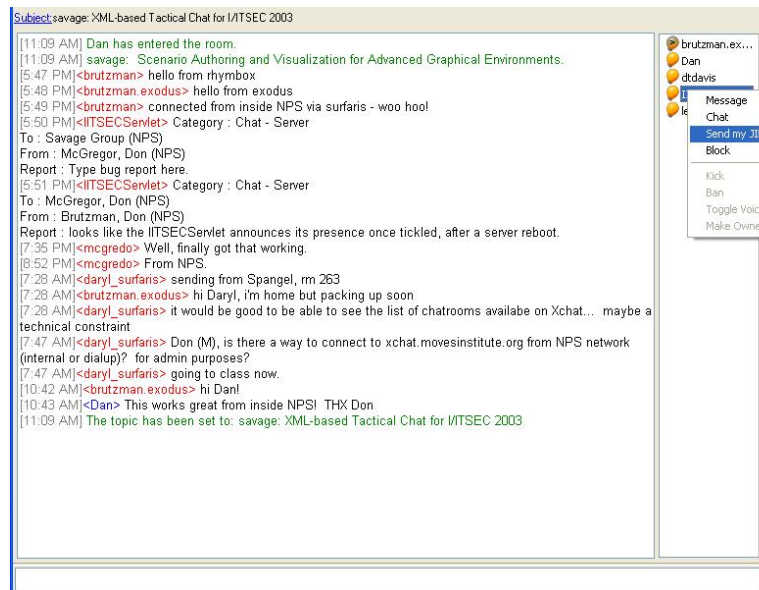 Subject:savage: XML-based Tactical Chat for I/ITSEC 2003
[11:09 AM] Dan has entered the room.
[11:09 AM] savage: Scenario Authoring and Visualization for Advanced Graphical Environments.
[5:47 PM]<brutzman> hello from rhymbox
[5:48 PM]<brutzman.exodus> hello from exodus
[5:49 PM]<brutzman> connected from inside NPS via surfaris - woo hoo!
[5:50 PM]<IITSECServlet> Category : Chat - Server
To : Savage Group (NPS)
From : McGregor, Don (NPS)
Report : Type bug report here.
[5:51 PM]<IITSECServlet> Category : Chat - Server
To : McGregor, Don (NPS)
From : Brutzman, Don (NPS)
Report : looks like the IITSECServlet announces its presence once tickled, after a server reboot.
[7:35 PM]<mcgredo> Well, finally got that working.
[8:52 PM]<mcgredo> From NPS.
[7:28 AM]<daryl_surfaris> sending from Spangel, rm 263
[7:28 AM]<brutzman.exodus> hi Daryl, i'm home but packing up soon
[7:28 AM]<daryl_surfaris> it would be good to be able to see the list of chatrooms availabe on Xchat... maybe a
technical constraint
[7:47 AM]<daryl_surfaris> Don (M), is there a way to connect to xchat.movesinstitute.org from NPS network
(internal or dialup)? for admin purposes?
[7:47 AM]<daryl_surfaris> going to class now.
[10:42 AM]<brutzman.exodus> hi Dan!
[10:43 AM]<Dan> This works great from inside NPS! THX Don
[11:09 AM] The topic has been set to: savage: XML-based Tactical Chat for I/ITSEC 2003
brutzman.ex...
Dan
dtdavis
le
Message
Chat
Send my JI
Block
Kick
Ban
Toggle Voic
Make Owne